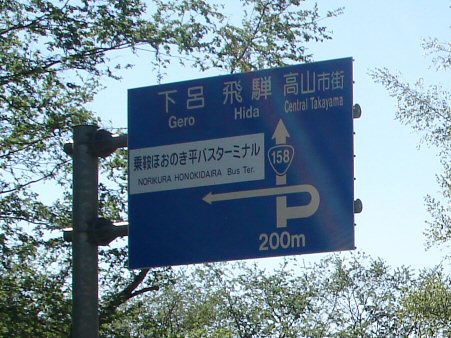 下呂 飛騨 高山市街
Gero Hida Central Takayama
乗鞍ほおのき平バスターミナル
NORIKURA HONOKIDAIRA Bus Ter.
158
200m